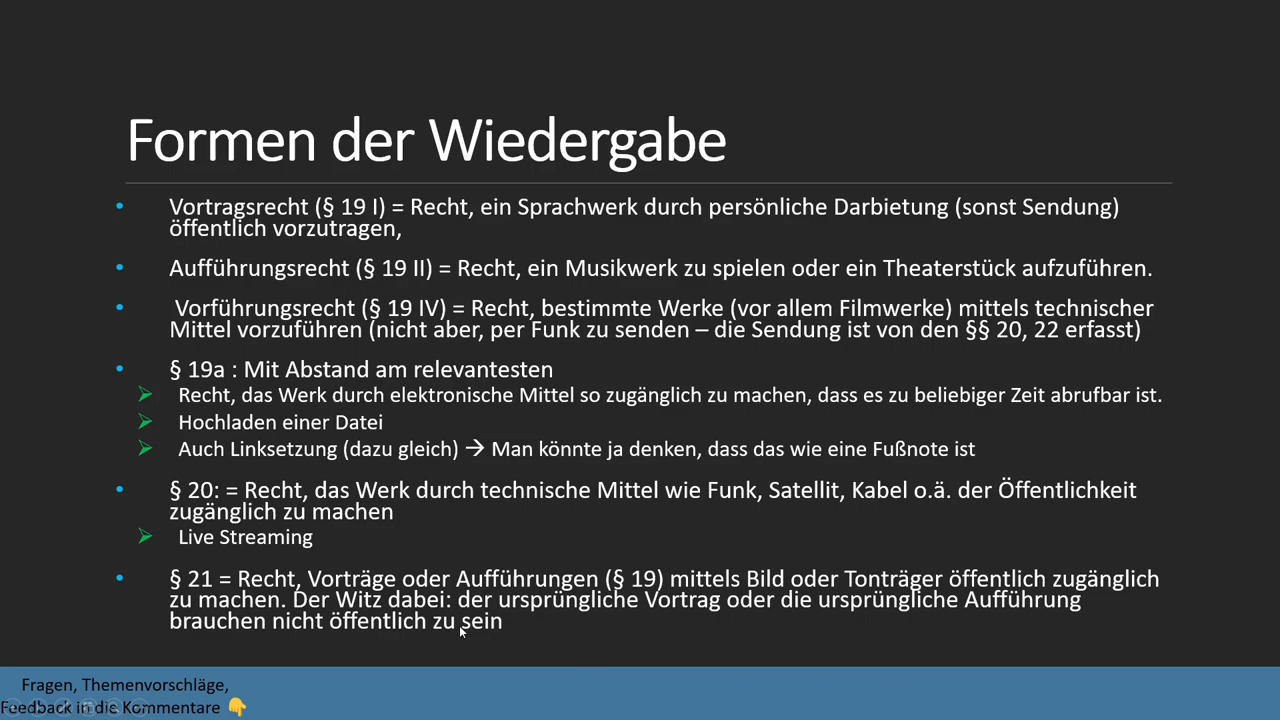 Formen der Wiedergabe
• Vortragsrecht (§ 19 I) = Recht, ein Sprachwerk durch persönliche Darbietung (sonst Sendung)
öffentlich vorzutragen,
• Aufführungsrecht (§ 19 II) = Recht, ein Musikwerk zu spielen oder ein Theaterstück aufzuführen.
• Vorführungsrecht (§ 19 IV) = Recht, bestimmte Werke (vor allem Filmwerke) mittels technischer
Mittel vorzuführen (nicht aber, per Funk zu senden – die Sendung ist von den §§ 20, 22 erfasst)
• § 19a : Mit Abstand am relevantesten
➢ Recht, das Werk durch elektronische Mittel so zugänglich zu machen, dass es zu beliebiger Zeit abrufbar ist.
➢ Hochladen einer Datei
➢ Auch Linksetzung (dazu gleich) → Man könnte ja denken, dass das wie eine Fußnote ist
• § 20: = Recht, das Werk durch technische Mittel wie Funk, Satellit, Kabel o.ä. der Öffentlichkeit
zugänglich zu machen
➢ Live Streaming
• § 21 = Recht, Vorträge oder Aufführungen (§ 19) mittels Bild oder Tonträger öffentlich zugänglich
zu machen. Der Witz dabei: der ursprüngliche Vortrag oder die ursprüngliche Aufführung
brauchen nicht öffentlich zu sein
Fragen, Themenvorschläge,
Feedback in die Kommentare 👇